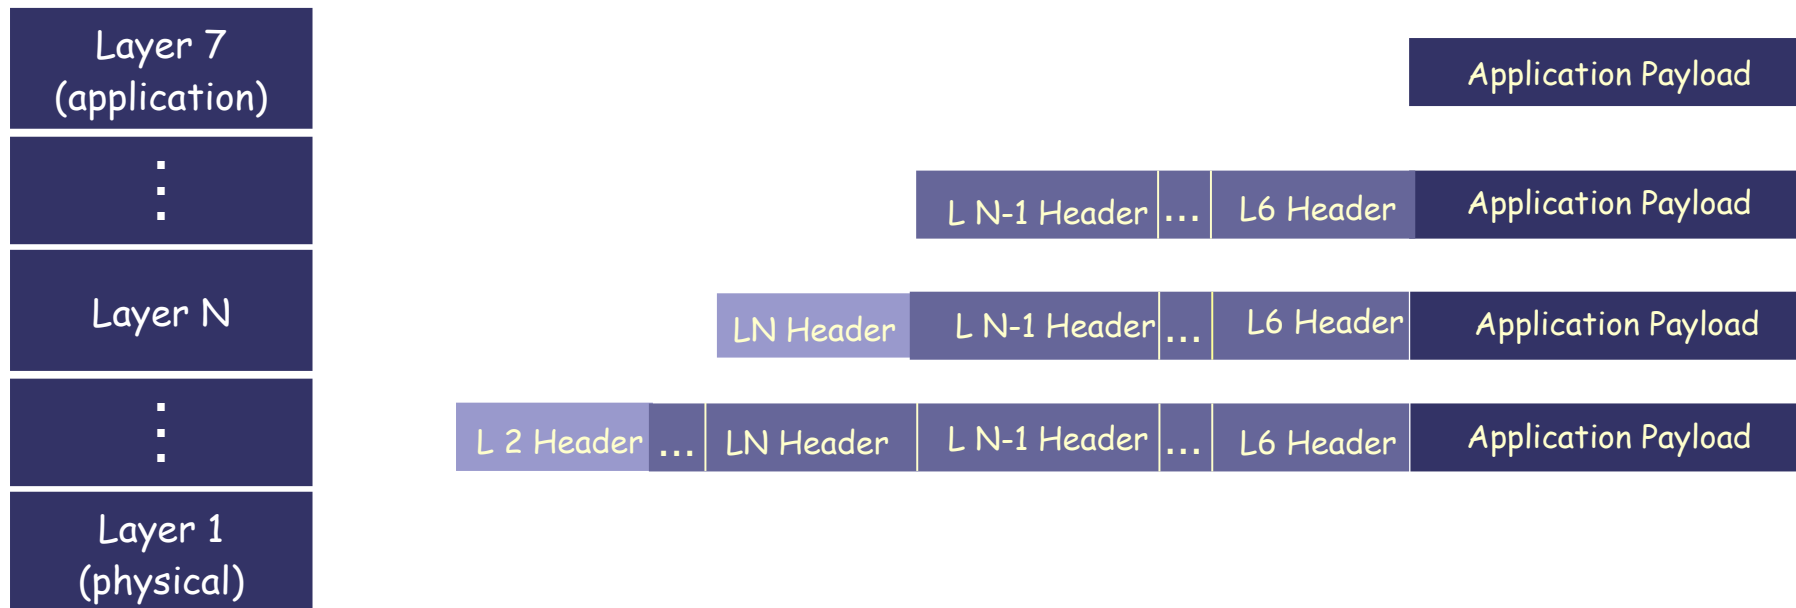 Layer 7
(application)
Application Payload
⋮
L N-1 Header ... L6 Header Application Payload
Layer N
LN Header L N-1 Header ... L6 Header Application Payload
⋮
L 2 Header ... LN Header L N-1 Header ... L6 Header Application Payload
Layer 1
(physical)